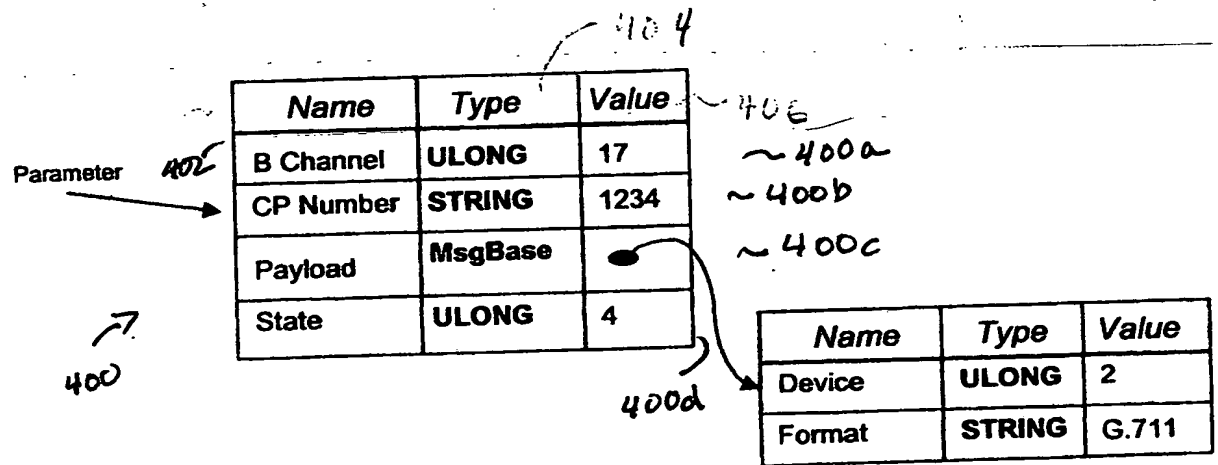 404
Name Type Value 406
402 B Channel ULONG 17 ~400a
Parameter CP Number STRING 1234 ~400b
Payload MsgBase ~400c
State ULONG 4
400
400d
Name Type Value
Device ULONG 2
Format STRING G.711